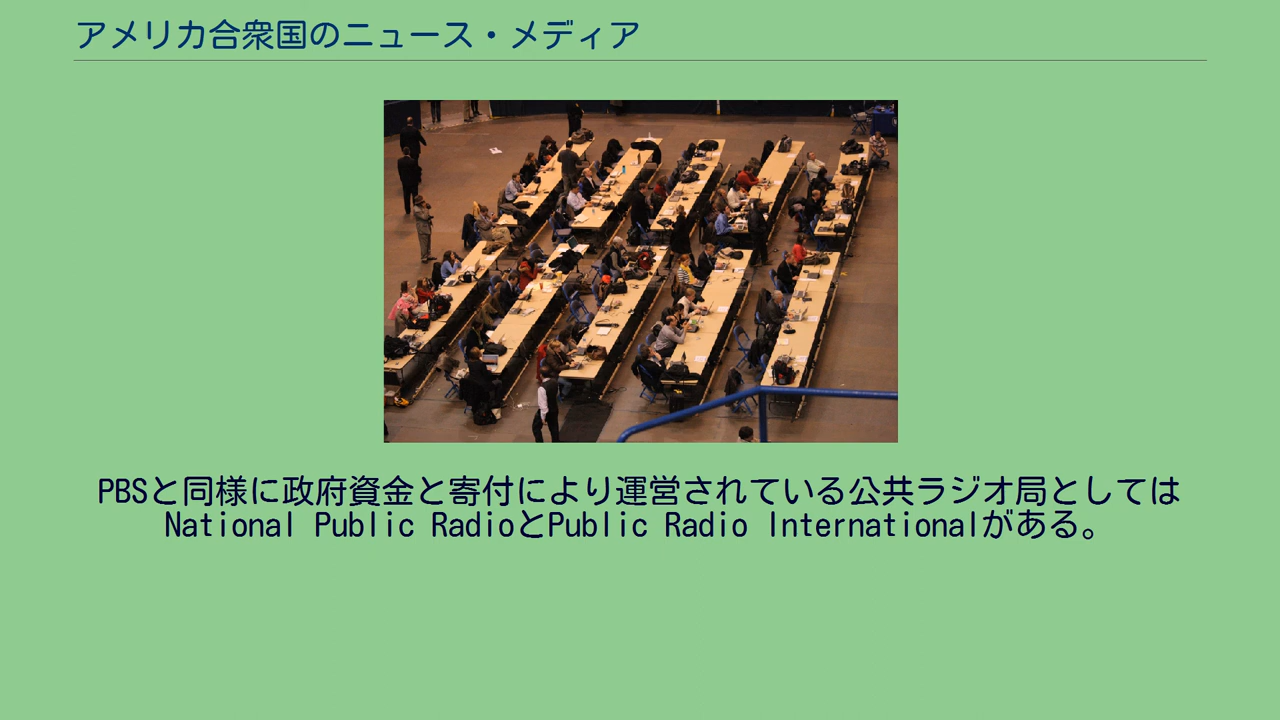 アメリカ合衆国のニュース・メディア
PBSと同様に政府資金と寄付により運営されている公共ラジオ局としては
National Public RadioとPublic Radio Internationalがある。